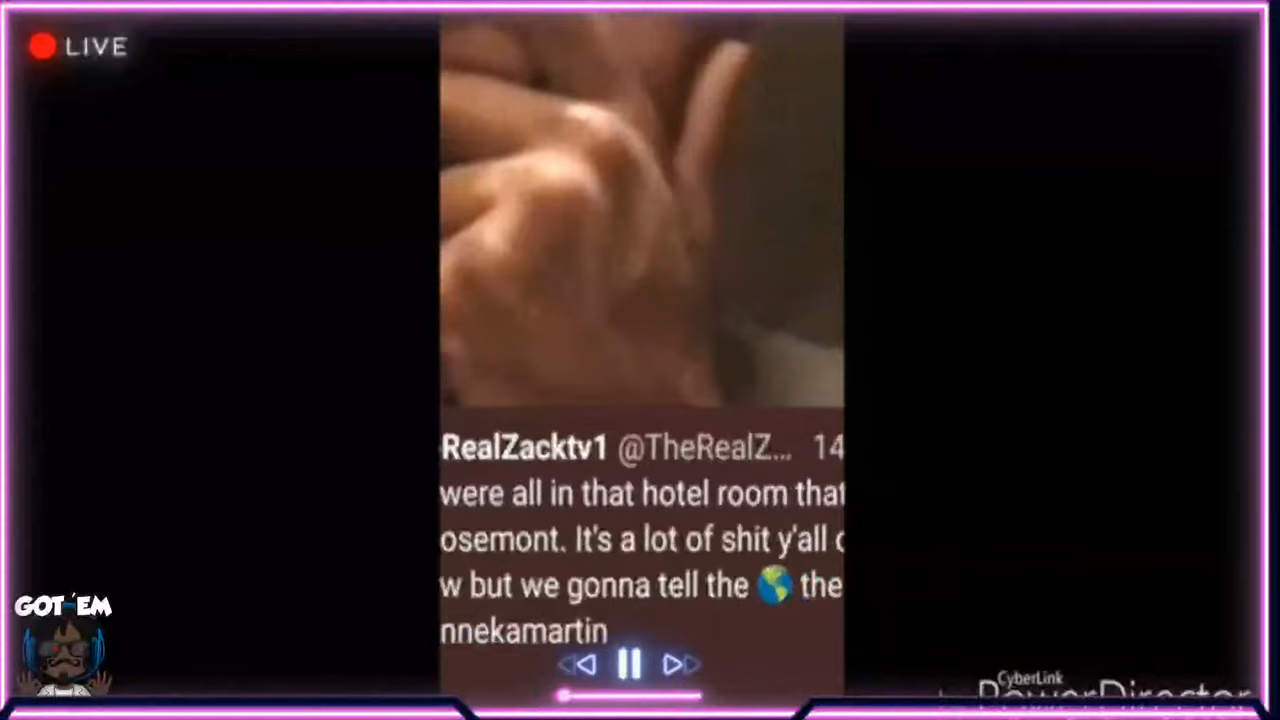 LIVE
RealZacktv1 @TheRealZ... 14
were all in that hotel room that
osemont. It's a lot of shit y'all
w but we gonna tell the 🌎 the
nnekamartin
GOT 'EM
CyberLink
PowerDirector